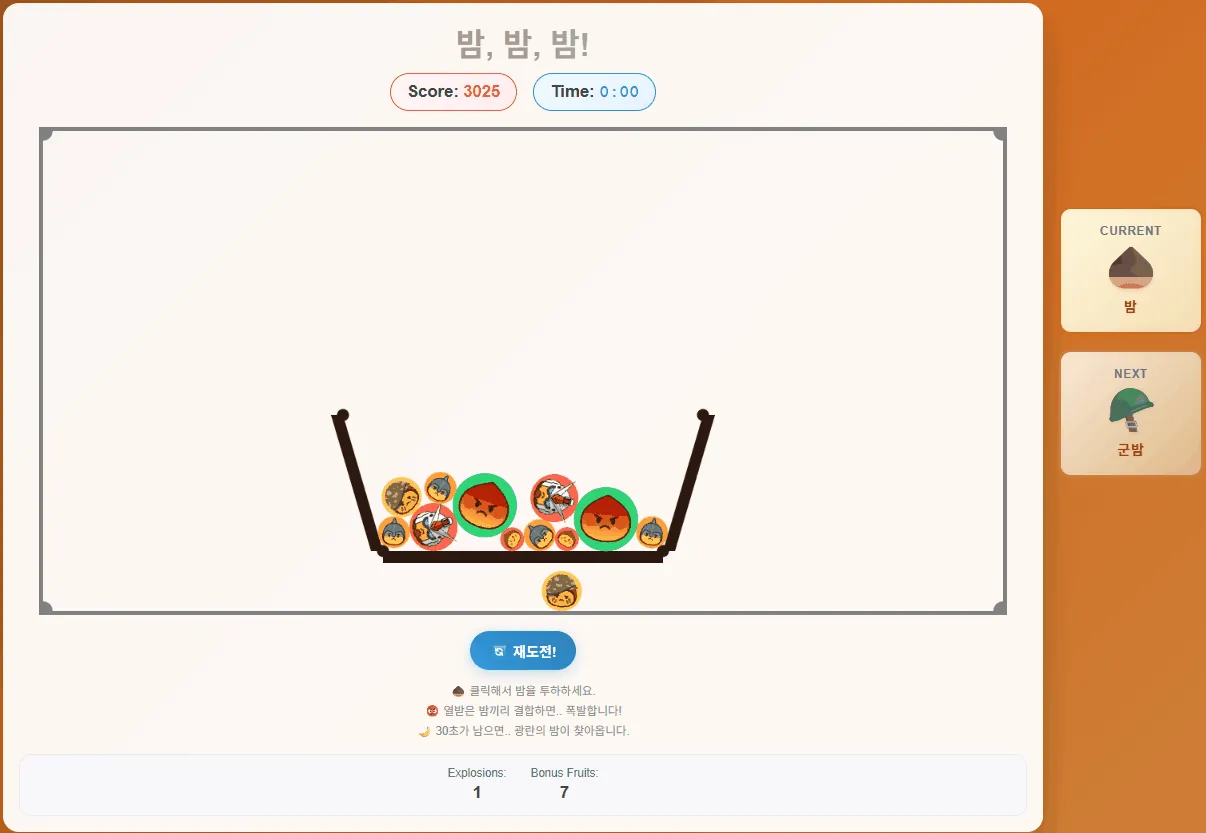 밤, 밤, 밤!
Score: 3025
Time: 0:00
CURRENT
밤
NEXT
군밤
재도전!
클릭해서 밤을 투하하세요.
열받은 밤끼리 결합하면.. 폭발합니다!
30초가 남으면.. 광란의 밤이 찾아옵니다.
Explosions: Bonus Fruits:
1 7